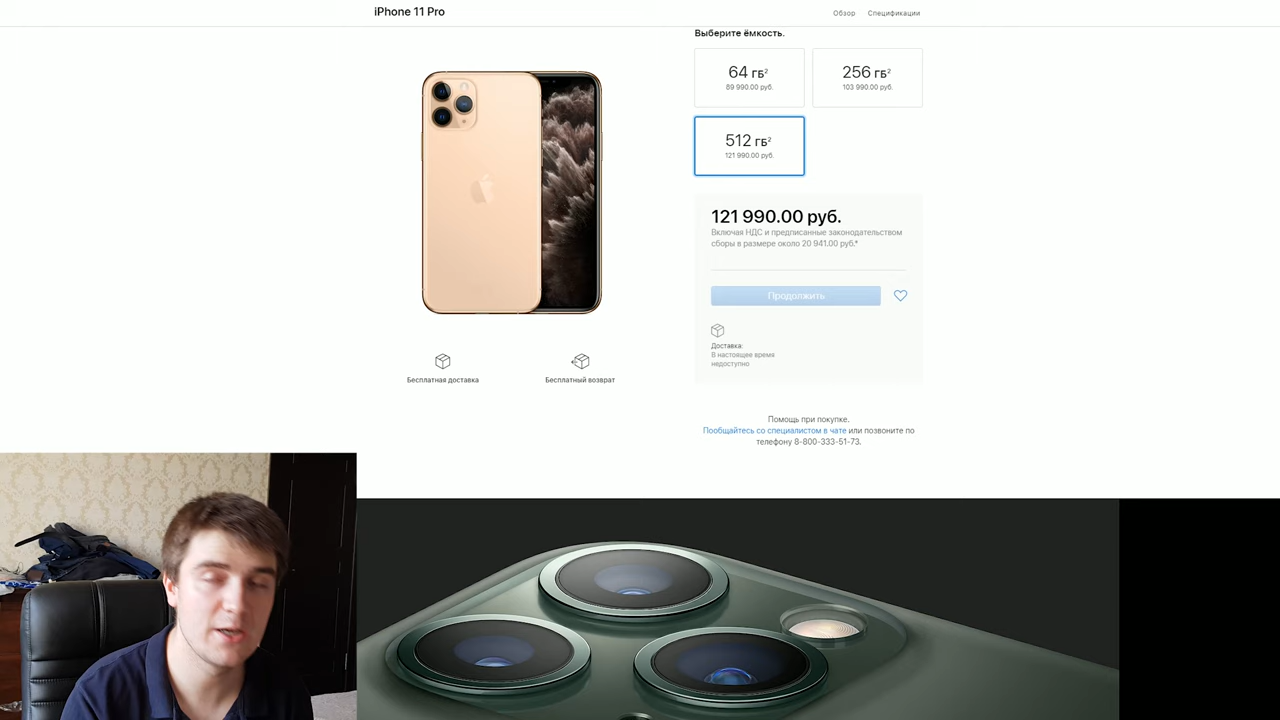 iPhone 11 Pro
Обзор
Спецификации
Выберите ёмкость.
64 ГБ²
89 990.00 руб.
256 ГБ²
103 990.00 руб.
512 ГБ²
121 990.00 руб.
121 990.00 руб.
Включая НДС и предписанные законодательством
сборы в размере около 20 941.00 руб.*
Продолжить
Доставка:
В настоящее время
недоступно
Бесплатная доставка
Бесплатный возврат
Помощь при покупке.
Пообщайтесь со специалистом в чате или позвоните по
телефону 8-800-333-51-73.